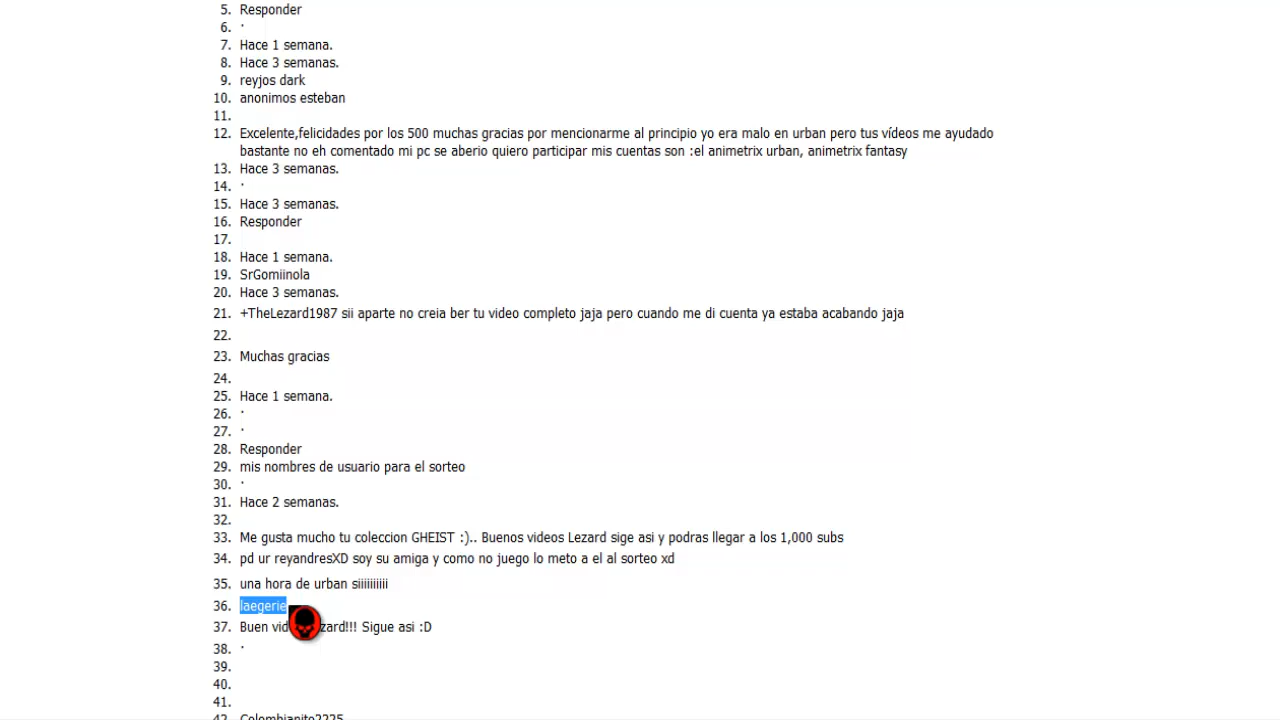 5. Responder
6. ·
7. Hace 1 semana.
8. Hace 3 semanas.
9. reyjos dark
10. anonimos esteban
11.
12. Excelente,felicidades por los 500 muchas gracias por mencionarme al principio yo era malo en urban pero tus vídeos me ayudado
bastante no eh comentado mi pc se aberio quiero participar mis cuentas son :el animetrix urban, animetrix fantasy
13. Hace 3 semanas.
14. ·
15. Hace 3 semanas.
16. Responder
17.
18. Hace 1 semana.
19. SrGomiinola
20. Hace 3 semanas.
21. +TheLezard1987 sii aparte no creia ber tu video completo jaja pero cuando me di cuenta ya estaba acabando jaja
22.
23. Muchas gracias
24.
25. Hace 1 semana.
26. ·
27. ·
28. Responder
29. mis nombres de usuario para el sorteo
30. ·
31. Hace 2 semanas.
32.
33. Me gusta mucho tu coleccion GHEIST :).. Buenos videos Lezard sige asi y podras llegar a los 1,000 subs
34. pd ur reyandresXD soy su amiga y como no juego lo meto a el al sorteo xd
35. una hora de urban siiiiiiiiii
36. laegerie
37. Buen vid zard!!! Sigue asi :D
38. ·
39.
40.
41.
42. Colombianito2225